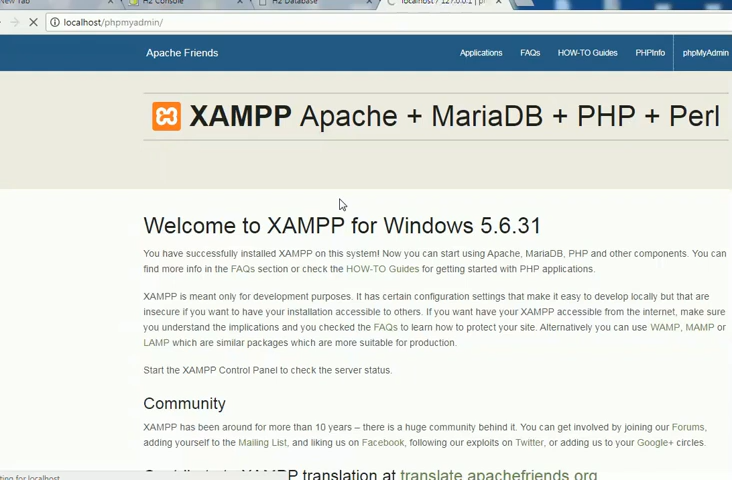 New Tab
H2 Console
H2 Database
localhost / 127.0.0.1 | p
localhost/phpmyadmin/
Apache Friends
Applications
FAQs
HOW-TO Guides
PHPInfo
phpMyAdmin
XAMPP Apache + MariaDB + PHP + Perl
Welcome to XAMPP for Windows 5.6.31
You have successfully installed XAMPP on this system! Now you can start using Apache, MariaDB, PHP and other components. You can
find more info in the FAQs section or check the HOW-TO Guides for getting started with PHP applications.
XAMPP is meant only for development purposes. It has certain configuration settings that make it easy to develop locally but that are
insecure if you want to have your installation accessible to others. If you want have your XAMPP accessible from the internet, make sure
you understand the implications and you checked the FAQs to learn how to protect your site. Alternatively you can use WAMP, MAMP or
LAMP which are similar packages which are more suitable for production.
Start the XAMPP Control Panel to check the server status.
Community
XAMPP has been around for more than 10 years – there is a huge community behind it. You can get involved by joining our Forums,
adding yourself to the Mailing List, and liking us on Facebook, following our exploits on Twitter, or adding us to your Google+ circles.
XAMPP translation at translate.apachefriends.org
for localhost